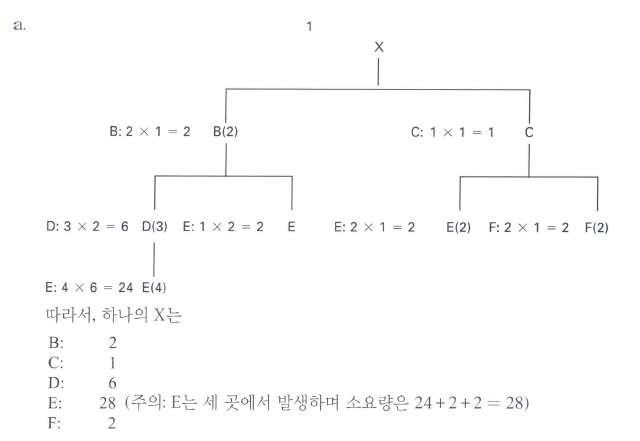 a.
1
X
B: 2 × 1 = 2 B(2) C: 1 × 1 = 1 C
D: 3 × 2 = 6 D(3) E: 1 × 2 = 2 E E: 2 × 1 = 2 E(2) F: 2 × 1 = 2 F(2)
E: 4 × 6 = 24 E(4)
따라서, 하나의 X는
B: 2
C: 1
D: 6
E: 28 (주의: E는 세 곳에서 발생하며 소요량은 24+2+2 = 28)
F: 2